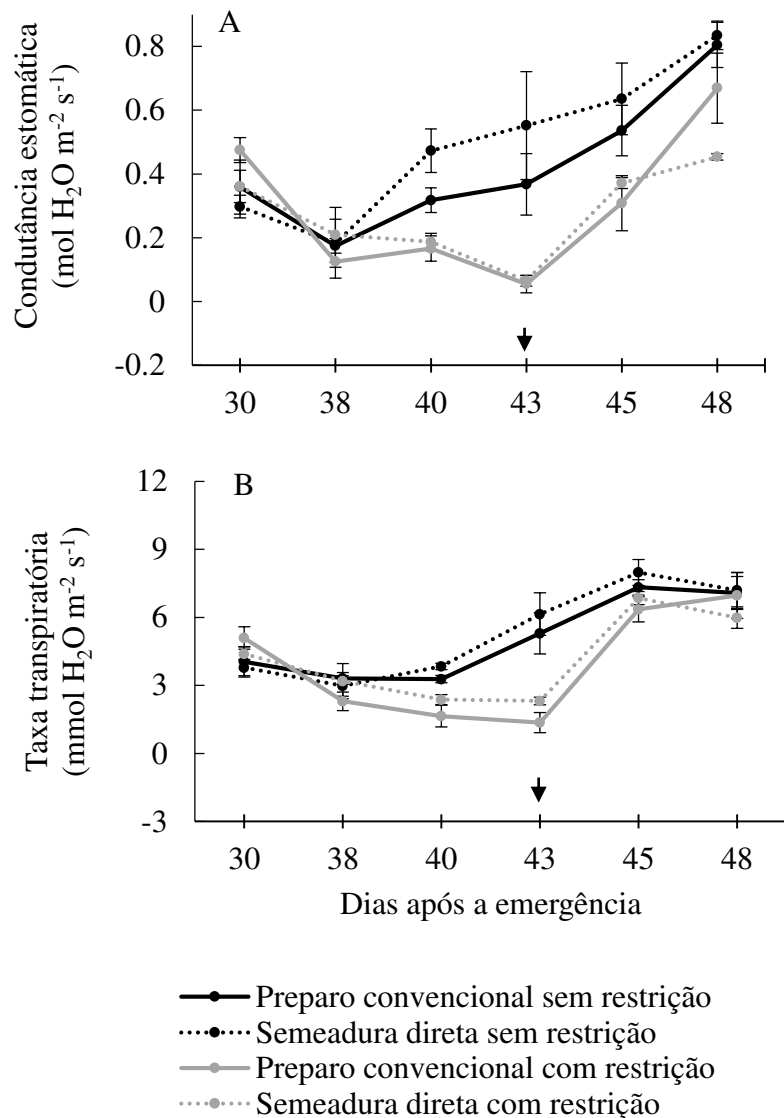 A
Condutância estomática
(mol H₂O m⁻² s⁻¹)
0.8
0.6
0.4
0.2
0
-0.2
30 38 40 43 45 48
B
Taxa transpiratória
(mmol H₂O m⁻² s⁻¹)
12
9
6
3
0
-3
30 38 40 43 45 48
Dias após a emergência
Preparo convencional sem restrição
Semeadura direta sem restrição
Preparo convencional com restrição
Semeadura direta com restrição